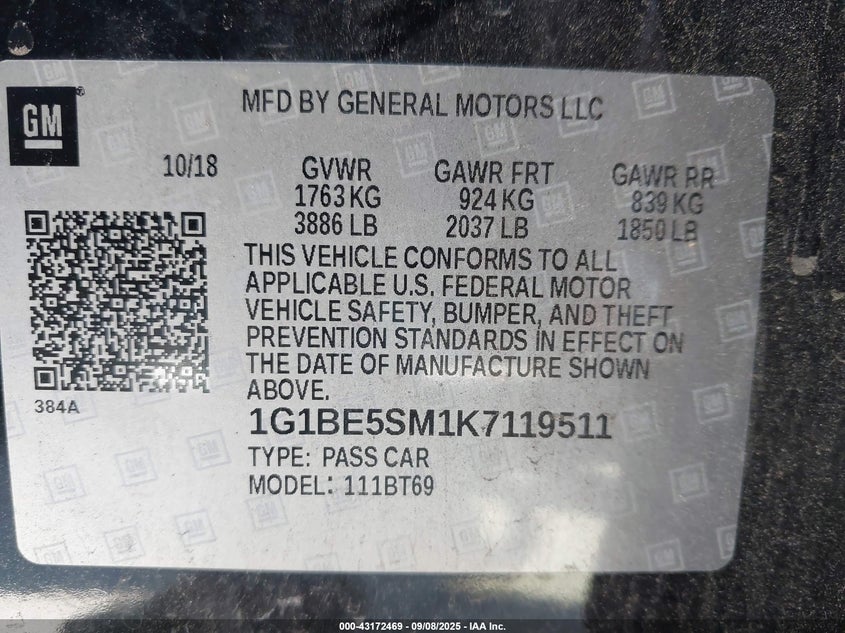 GM®
MFD BY GENERAL MOTORS LLC
10/18 GVWR GAWR FRT GAWR RR
1763 KG 924 KG 839 KG
3886 LB 2037 LB 1850 LB
THIS VEHICLE CONFORMS TO ALL
APPLICABLE U.S. FEDERAL MOTOR
VEHICLE SAFETY, BUMPER, AND THEFT
PREVENTION STANDARDS IN EFFECT ON
THE DATE OF MANUFACTURE SHOWN
ABOVE.
384A
1G1BE5SM1K7119511
TYPE: PASS CAR
MODEL: 111BT69
000-43172469 - 09/08/2025 - IAA Inc.